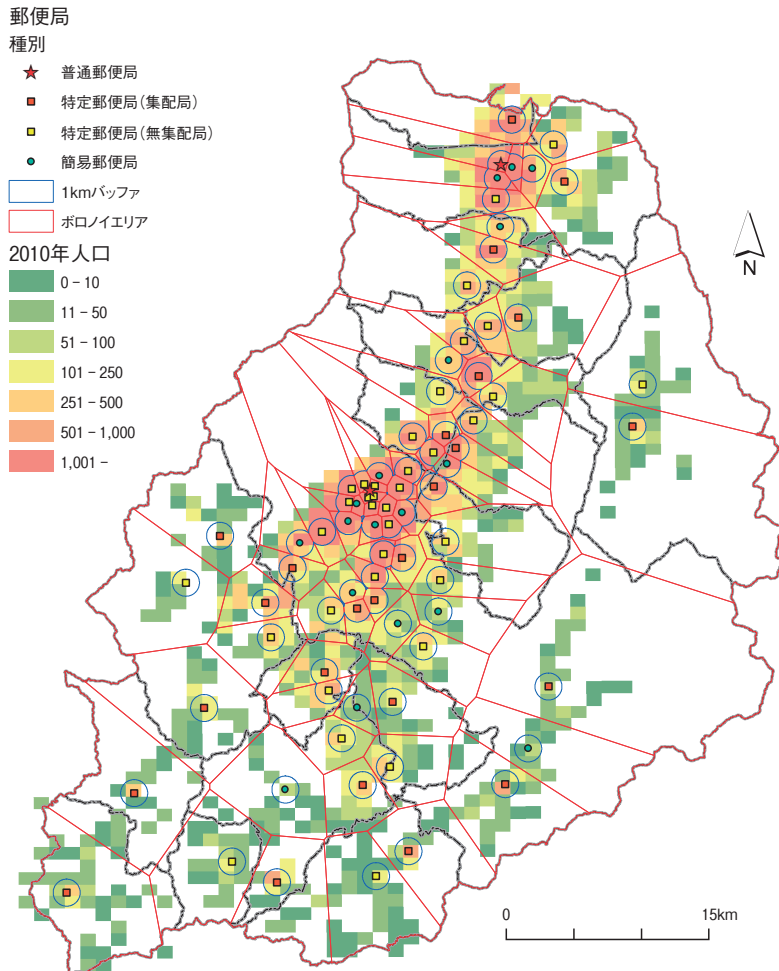 郵便局
種別
普通郵便局
特定郵便局(集配局)
特定郵便局(無集配局)
簡易郵便局
1kmバッファ
ボロノイエリア
2010年人口
0－10
11－50
51－100
101－250
251－500
501－1,000
1,001－
N
0 15km